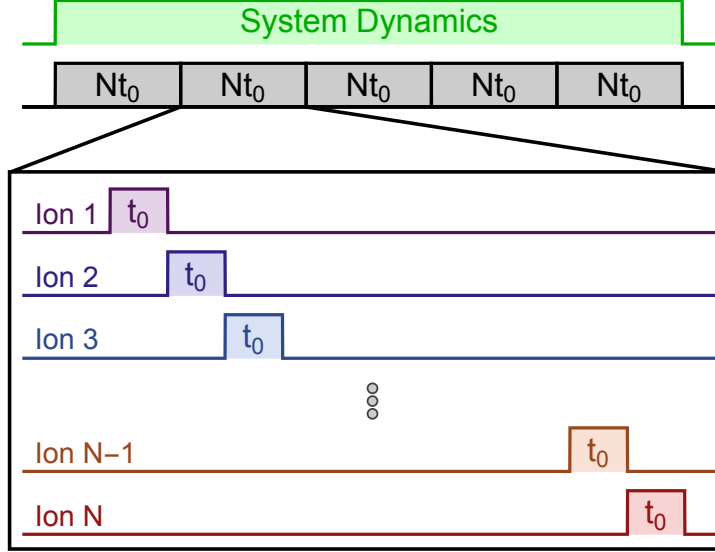 System Dynamics
Nt₀ Nt₀ Nt₀ Nt₀ Nt₀
Ion 1 t₀
Ion 2 t₀
Ion 3 t₀
Ion N−1 t₀
Ion N t₀